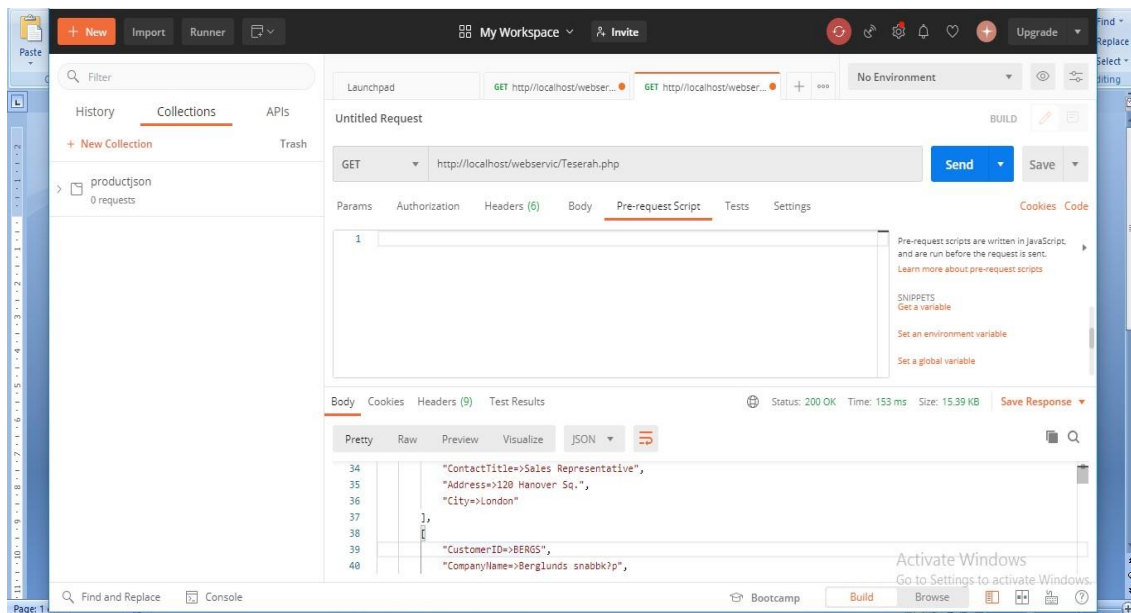 Paste
+ New Import Runner My Workspace Invite Upgrade
Find
Replace
Select
diting
Filter
History Collections APIs
+ New Collection Trash
productjson
0 requests
Launchpad GET http//localhost/webser... GET http//localhost/webser... + ooo No Environment
Untitled Request BUILD
GET http://localhost/webservic/Teserah.php Send Save
Params Authorization Headers (6) Body Pre-request Script Tests Settings Cookies Code
1
Pre-request scripts are written in JavaScript,
and are run before the request is sent.
Learn more about pre-request scripts
SNIPPETS
Get a variable
Set an environment variable
Set a global variable
Body Cookies Headers (9) Test Results Status: 200 OK Time: 153 ms Size: 15.39 KB Save Response
Pretty Raw Preview Visualize JSON
34 "ContactTitle=>Sales Representative",
35 "Address=>120 Hanover Sq.",
36 "City=>London"
37 ],
38 [
39 "CustomerID=>BERGS",
40 "CompanyName=>Berglunds snabbk?p",
Activate Windows
Go to Settings to activate Windows.
Find and Replace Console Bootcamp Build Browse
Page: 1